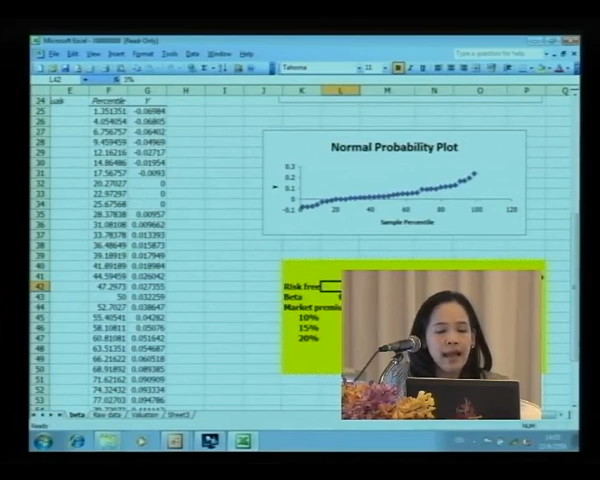 Microsoft Excel
File Edit View Insert Format Tools Data Window Help
Type a question for help
Tahoma 11 B I U
L42 3%
E F G H I J K L M N O P Q
24 Percentile Y
25 1.351351 -0.06984
26 4.054054 -0.06805
27 6.756757 -0.06402
28 9.459459 -0.04969
29 12.16216 -0.02717
30 14.86486 -0.01954
31 17.56757 -0.0093
32 20.27027 0
33 22.97297 0
34 25.67568 0
35 28.37838 0.00957
36 31.08108 0.009662
37 33.78378 0.013393
38 36.48649 0.015873
39 39.18919 0.017949
40 41.89189 0.018984
41 44.59459 0.026042
42 47.2973 0.027355
43 50 0.032259
44 52.7027 0.038647
45 55.40541 0.04282
46 58.10811 0.05076
47 60.81081 0.051642
48 63.51351 0.054687
49 66.21622 0.060518
50 68.91892 0.089385
51 71.62162 0.090909
52 74.32432 0.093334
53 77.02703 0.094786
Normal Probability Plot
0.3
0.2
0.1
0
-0.1
Y
0 20 40 60 80 100 120
Sample Percentile
Risk free
Beta
Market premiu
10%
15%
20%
beta Raw data Valuation Sheet3
Ready
NUM